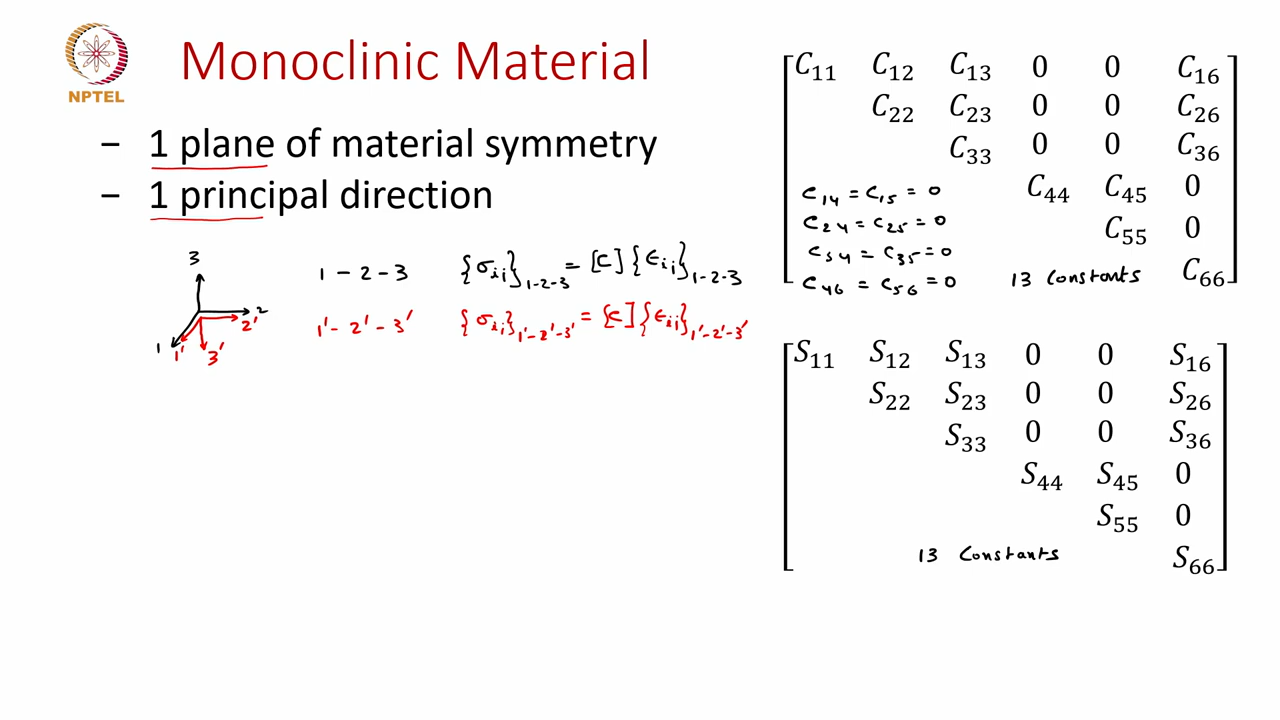 NPTEL
Monoclinic Material
− 1 plane of material symmetry
− 1 principal direction
3
2
1
1'
2'
3'
1 - 2 - 3
{σij}1-2-3 = [C] {ϵij}1-2-3
1' - 2' - 3'
{σij}1'-2'-3' = [C] {ϵij}1'-2'-3'
C11 C12 C13 0 0 C16
C22 C23 0 0 C26
C33 0 0 C36
C44 C45 0
C55 0
C66
C14 = C15 = 0
C24 = C25 = 0
C34 = C35 = 0
C46 = C56 = 0
13 Constants
S11 S12 S13 0 0 S16
S22 S23 0 0 S26
S33 0 0 S36
S44 S45 0
S55 0
S66
13 Constants